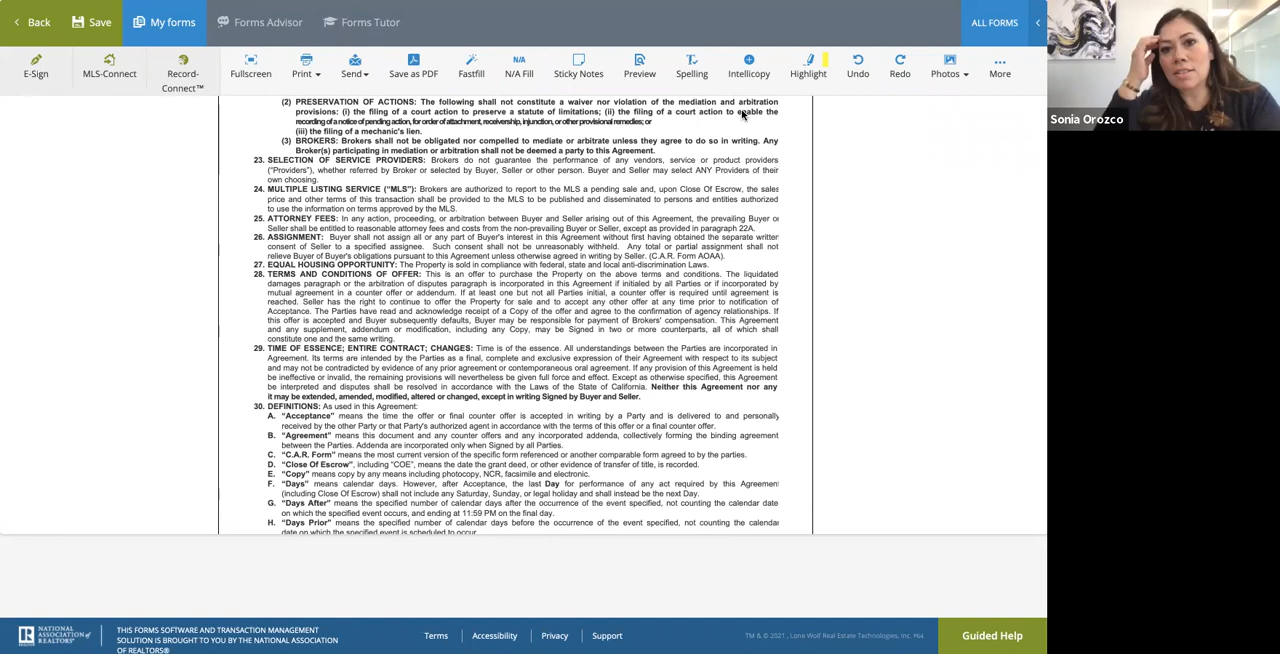 Back
Save
My forms
Forms Advisor
Forms Tutor
ALL FORMS
E-Sign
MLS-Connect
Record-
Connect™
Fullscreen
Print
Send
Save as PDF
N/A
Fastfill
N/A Fill
Sticky Notes
Preview
Spelling
Intellicopy
Highlight
Undo
Redo
Photos
More
Sonia Orozco
(2) PRESERVATION OF ACTIONS: The following shall not constitute a waiver nor violation of the mediation and arbitration
provisions: (i) the filing of a court action to preserve a statute of limitations; (ii) the filing of a court action to enable the
recording of a notice of pending action, for order of attachment, receivership, injunction, or other provisional remedies; or
(iii) the filing of a mechanic's lien.
(3) BROKERS: Brokers shall not be obligated nor compelled to mediate or arbitrate unless they agree to do so in writing. Any
Broker(s) participating in mediation or arbitration shall not be deemed a party to this Agreement.
23. SELECTION OF SERVICE PROVIDERS: Brokers do not guarantee the performance of any vendors, service or product providers
("Providers"), whether referred by Broker or selected by Buyer, Seller or other person. Buyer and Seller may select ANY Providers of their
own choosing.
24. MULTIPLE LISTING SERVICE ("MLS"): Brokers are authorized to report to the MLS a pending sale and, upon Close Of Escrow, the sales
price and other terms of this transaction shall be provided to the MLS to be published and disseminated to persons and entities authorized
to use the information on terms approved by the MLS.
25. ATTORNEY FEES: In any action, proceeding, or arbitration between Buyer and Seller arising out of this Agreement, the prevailing Buyer or
Seller shall be entitled to reasonable attorney fees and costs from the non-prevailing Buyer or Seller, except as provided in paragraph 22A.
26. ASSIGNMENT: Buyer shall not assign all or any part of Buyer's interest in this Agreement without first having obtained the separate written
consent of Seller to a specified assignee. Such consent shall not be unreasonably withheld. Any total or partial assignment shall not
relieve Buyer of Buyer's obligations pursuant to this Agreement unless otherwise agreed in writing by Seller. (C.A.R. Form AOAA).
27. EQUAL HOUSING OPPORTUNITY: The Property is sold in compliance with federal, state and local anti-discrimination Laws.
28. TERMS AND CONDITIONS OF OFFER: This is an offer to purchase the Property on the above terms and conditions. The liquidated
damages paragraph or the arbitration of disputes paragraph is incorporated in this Agreement if initialed by all Parties or if incorporated by
mutual agreement in a counter offer or addendum. If at least one but not all Parties initial, a counter offer is required until agreement is
reached. Seller has the right to continue to offer the Property for sale and to accept any other offer at any time prior to notification of
Acceptance. The Parties have read and acknowledge receipt of a Copy of the offer and agree to the confirmation of agency relationships. If
this offer is accepted and Buyer subsequently defaults, Buyer may be responsible for payment of Brokers' compensation. This Agreement
and any supplement, addendum or modification, including any Copy, may be Signed in two or more counterparts, all of which shall
constitute one and the same writing.
29. TIME OF ESSENCE; ENTIRE CONTRACT; CHANGES: Time is of the essence. All understandings between the Parties are incorporated in
Agreement. Its terms are intended by the Parties as a final, complete and exclusive expression of their Agreement with respect to its subject
and may not be contradicted by evidence of any prior agreement or contemporaneous oral agreement. If any provision of this Agreement is held
be ineffective or invalid, the remaining provisions will nevertheless be given full force and effect. Except as otherwise specified, this Agreement
be interpreted and disputes shall be resolved in accordance with the Laws of the State of California. Neither this Agreement nor any
it may be extended, amended, modified, altered or changed, except in writing Signed by Buyer and Seller.
30. DEFINITIONS: As used in this Agreement:
A. "Acceptance" means the time the offer or final counter offer is accepted in writing by a Party and is delivered to and personally
received by the other Party or that Party's authorized agent in accordance with the terms of this offer or a final counter offer.
B. "Agreement" means this document and any counter offers and any incorporated addenda, collectively forming the binding agreement
between the Parties. Addenda are incorporated only when Signed by all Parties.
C. "C.A.R. Form" means the most current version of the specific form referenced or another comparable form agreed to by the parties.
D. "Close Of Escrow", including "COE", means the date the grant deed, or other evidence of transfer of title, is recorded.
E. "Copy" means copy by any means including photocopy, NCR, facsimile and electronic.
F. "Days" means calendar days. However, after Acceptance, the last Day for performance of any act required by this Agreement
(including Close Of Escrow) shall not include any Saturday, Sunday, or legal holiday and shall instead be the next Day.
G. "Days After" means the specified number of calendar days after the occurrence of the event specified, not counting the calendar date
on which the specified event occurs, and ending at 11:59 PM on the final day.
H. "Days Prior" means the specified number of calendar days before the occurrence of the event specified, not counting the calendar
date on which the specified event is scheduled to occur.
NATIONAL
ASSOCIATION OF
REALTORS®
THIS FORMS SOFTWARE AND TRANSACTION MANAGEMENT
SOLUTION IS BROUGHT TO YOU BY THE NATIONAL ASSOCIATION
OF REALTORS®
Terms
Accessibility
Privacy
Support
TM & © 2021, Lone Wolf Real Estate Technologies, Inc. P64
Guided Help